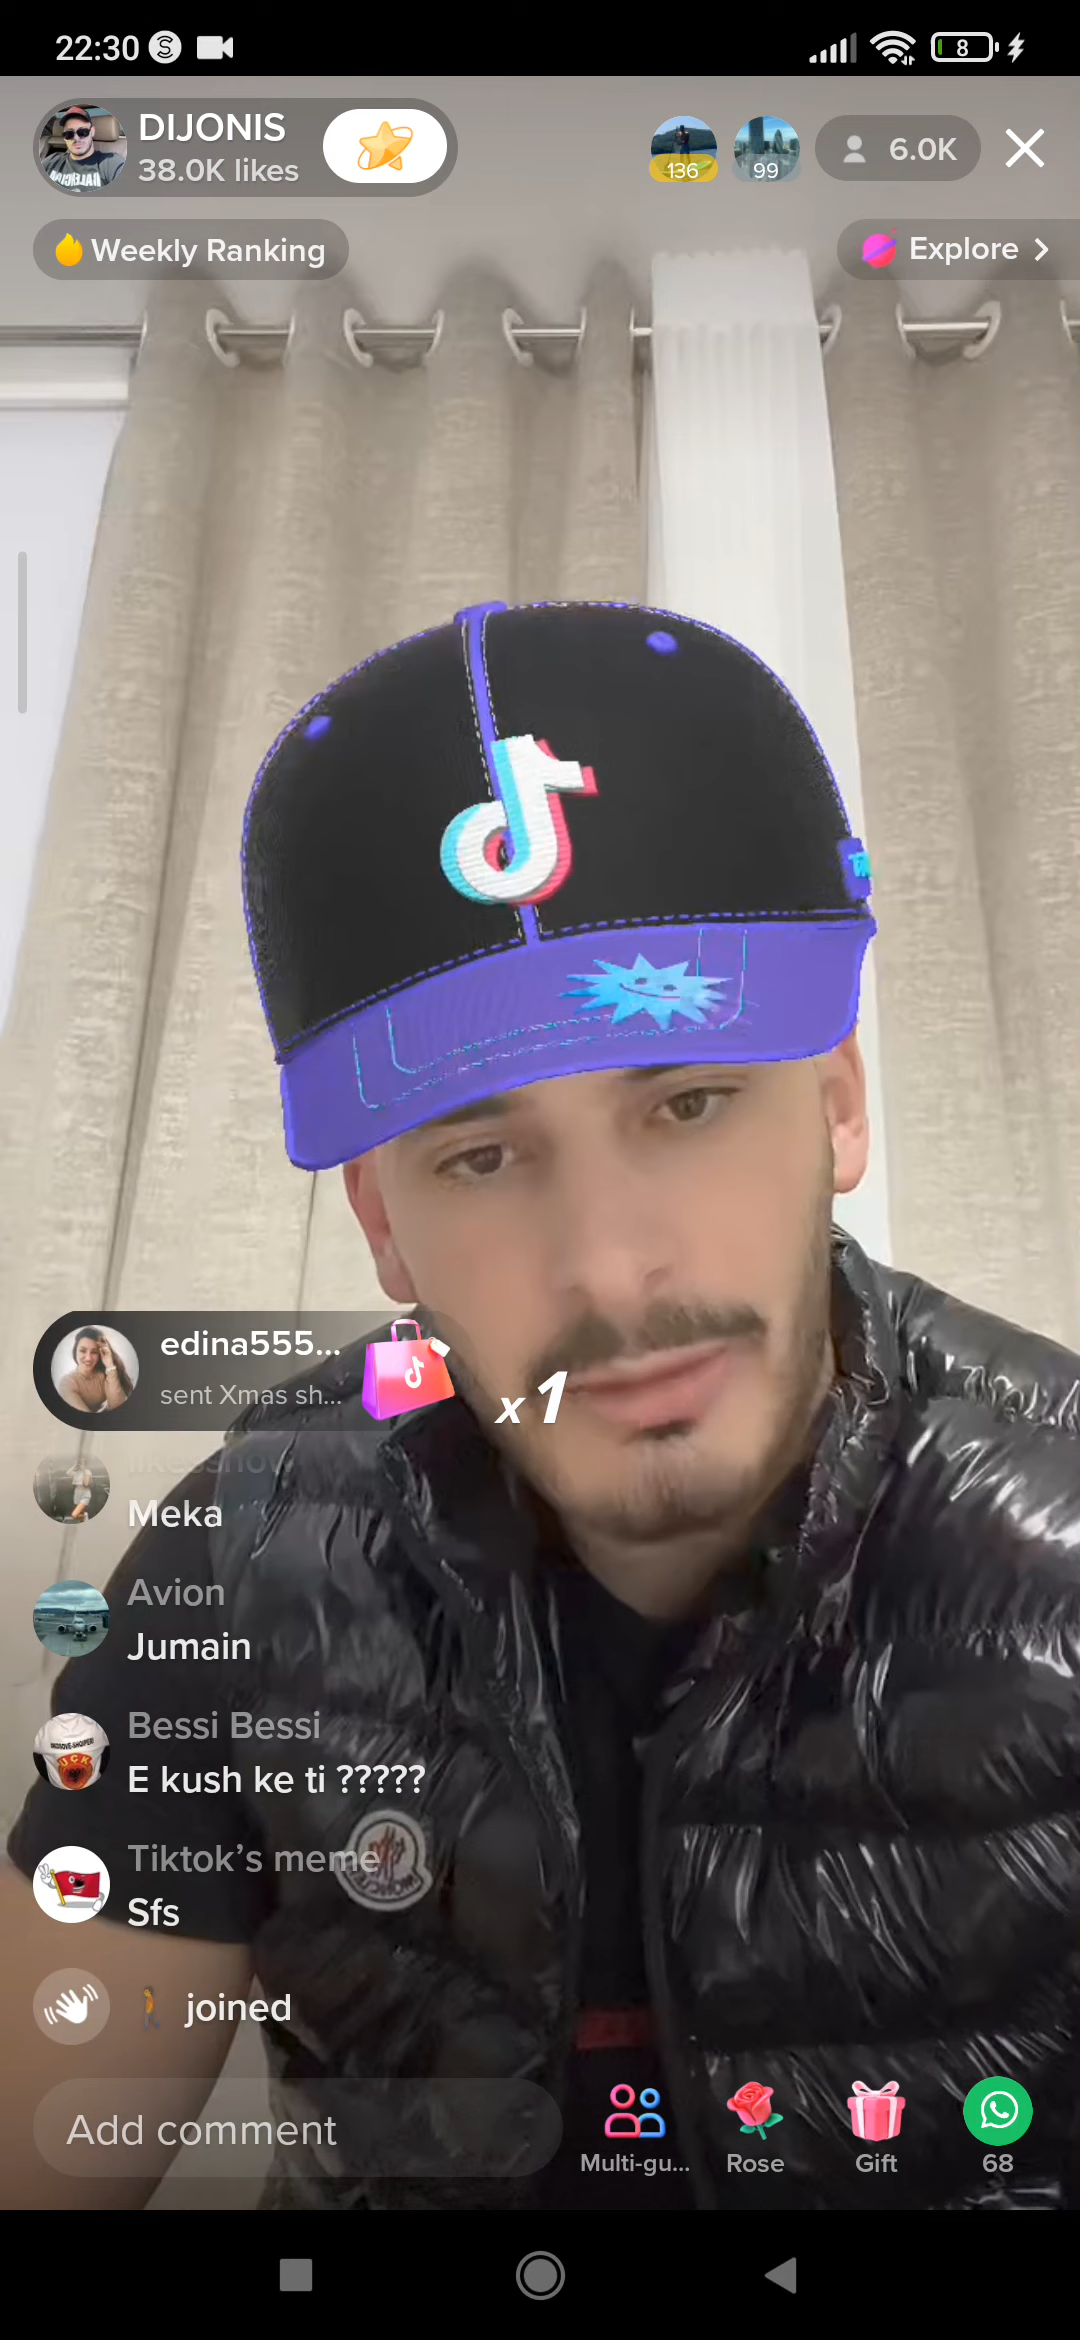 22:30
8
DIJONIS
38.0K likes
136
99
6.0K
Weekly Ranking
Explore
edina555...
sent Xmas sh...
x1
Meka
Avion
Jumain
Bessi Bessi
E kush ke ti ?????
Tiktok’s meme
Sfs
joined
Add comment
Multi-gu...
Rose
Gift
68